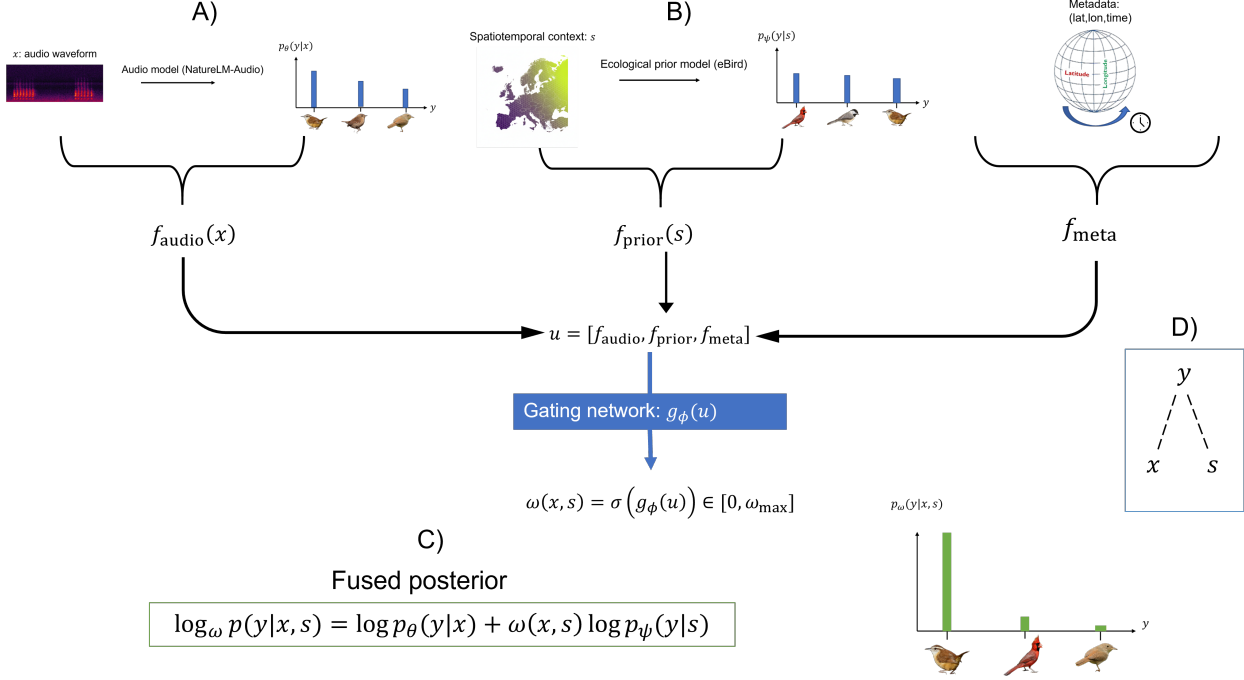 A)
x: audio waveform
Audio model (NatureLM-Audio)
p_θ(y|x)
y
B)
Spatiotemporal context: s
Ecological prior model (eBird)
p_ψ(y|s)
y
Metadata:
(lat,lon,time)
Latitude
Longitude
f_audio(x)
f_prior(s)
f_meta
u = [f_audio, f_prior, f_meta]
Gating network: g_ϕ(u)
ω(x, s) = σ(g_ϕ(u)) ∈ [0, ω_max]
D)
y
x s
C)
Fused posterior
log_ω p(y|x, s) = log p_θ(y|x) + ω(x, s) log p_ψ(y|s)
p_ω(y|x, s)
y